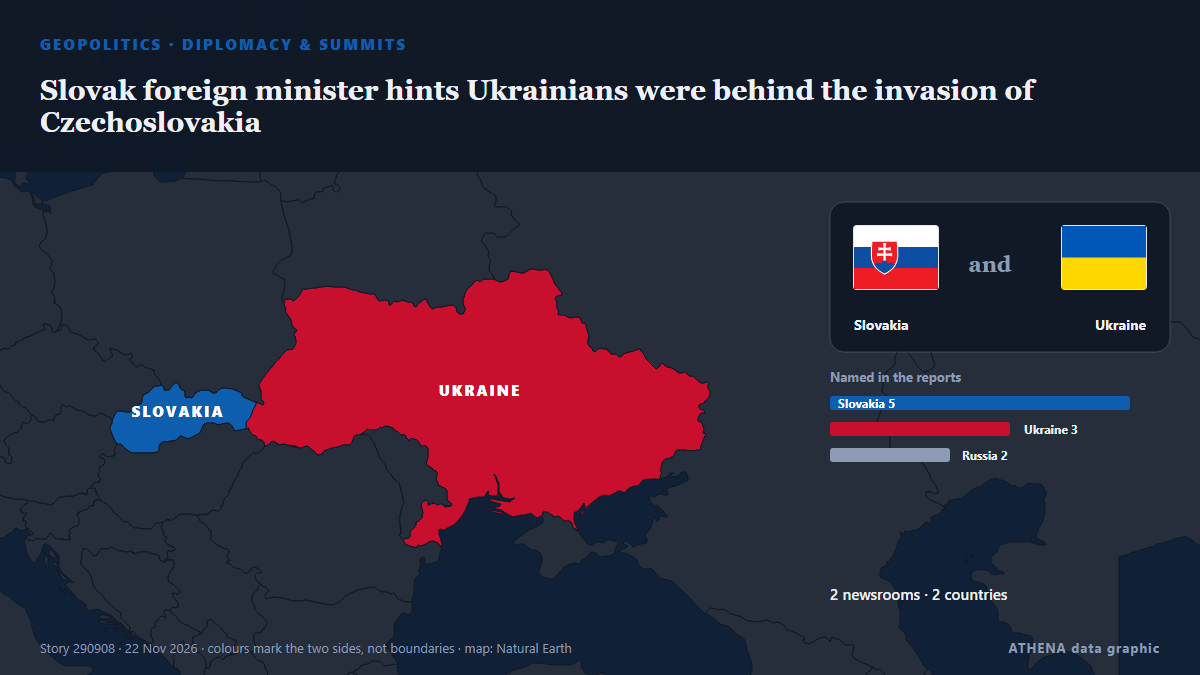 GEOPOLITICS · DIPLOMACY & SUMMITS
Slovak foreign minister hints Ukrainians were behind the invasion of
Czechoslovakia
and
Slovakia
Ukraine
Named in the reports
Slovakia 5
Ukraine 3
Russia 2
UKRAINE
SLOVAKIA
2 newsrooms · 2 countries
Story 290908 · 22 Nov 2026 · colours mark the two sides, not boundaries · map: Natural Earth
ATHENA data graphic